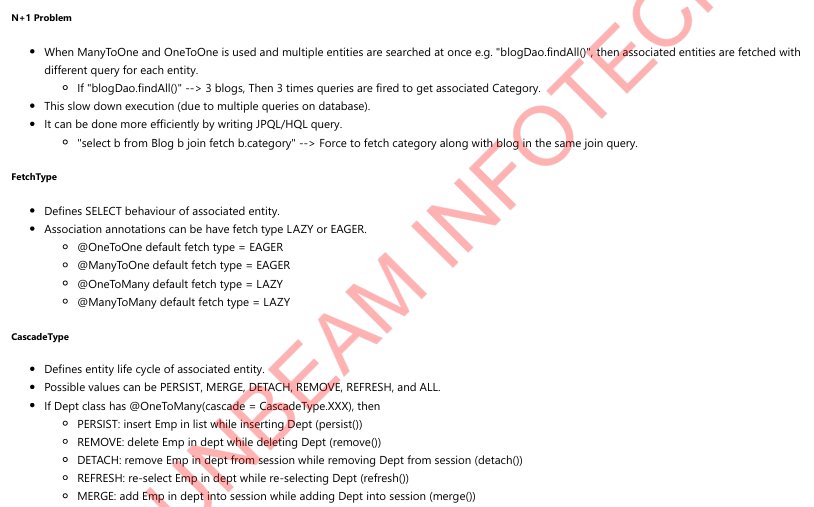 N+1 Problem
• When ManyToOne and OneToOne is used and multiple entities are searched at once e.g. "blogDao.findAll()", then associated entities are fetched with
different query for each entity.
◦ If "blogDao.findAll()" --> 3 blogs, Then 3 times queries are fired to get associated Category.
• This slow down execution (due to multiple queries on database).
• It can be done more efficiently by writing JPQL/HQL query.
◦ "select b from Blog b join fetch b.category" --> Force to fetch category along with blog in the same join query.
FetchType
• Defines SELECT behaviour of associated entity.
• Association annotations can be have fetch type LAZY or EAGER.
◦ @OneToOne default fetch type = EAGER
◦ @ManyToOne default fetch type = EAGER
◦ @OneToMany default fetch type = LAZY
◦ @ManyToMany default fetch type = LAZY
CascadeType
• Defines entity life cycle of associated entity.
• Possible values can be PERSIST, MERGE, DETACH, REMOVE, REFRESH, and ALL.
• If Dept class has @OneToMany(cascade = CascadeType.XXX), then
◦ PERSIST: insert Emp in list while inserting Dept (persist())
◦ REMOVE: delete Emp in dept while deleting Dept (remove())
◦ DETACH: remove Emp in dept from session while removing Dept from session (detach())
◦ REFRESH: re-select Emp in dept while re-selecting Dept (refresh())
◦ MERGE: add Emp in dept into session while adding Dept into session (merge())
UNBEAM INFOTEC